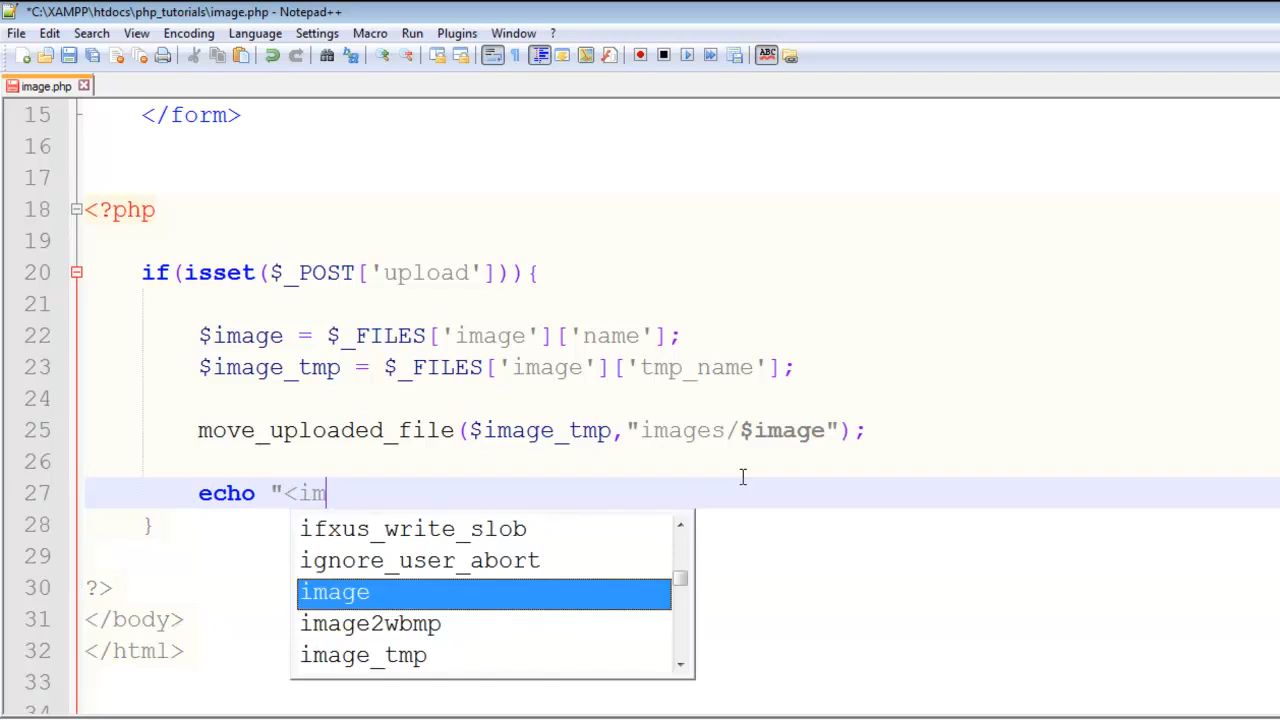 *C:\XAMPP\htdocs\php_tutorials\image.php - Notepad++
File Edit Search View Encoding Language Settings Macro Run Plugins Window ?
ABC
image.php
15 </form>
16
17
18 <?php
19
20 if(isset($_POST['upload'])){
21
22 $image = $_FILES['image']['name'];
23 $image_tmp = $_FILES['image']['tmp_name'];
24
25 move_uploaded_file($image_tmp,"images/$image");
26
27 echo "<im
ifxus_write_slob
28 }
ignore_user_abort
29
image
30 ?>
image2wbmp
31 </body>
image_tmp
32 </html>
33
34